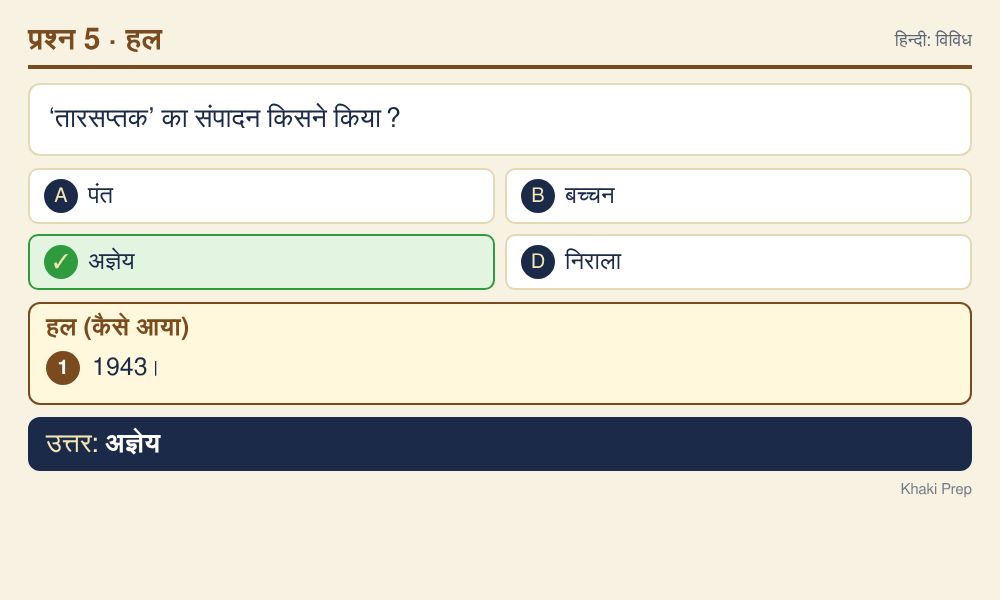 प्रश्न 5 · हल
हिन्दी: विविध
‘तारसप्तक’ का संपादन किसने किया ?
A पंत
B बच्चन
✓ अज्ञेय
D निराला
हल (कैसे आया)
1 1943।
उत्तर: अज्ञेय
Khaki Prep